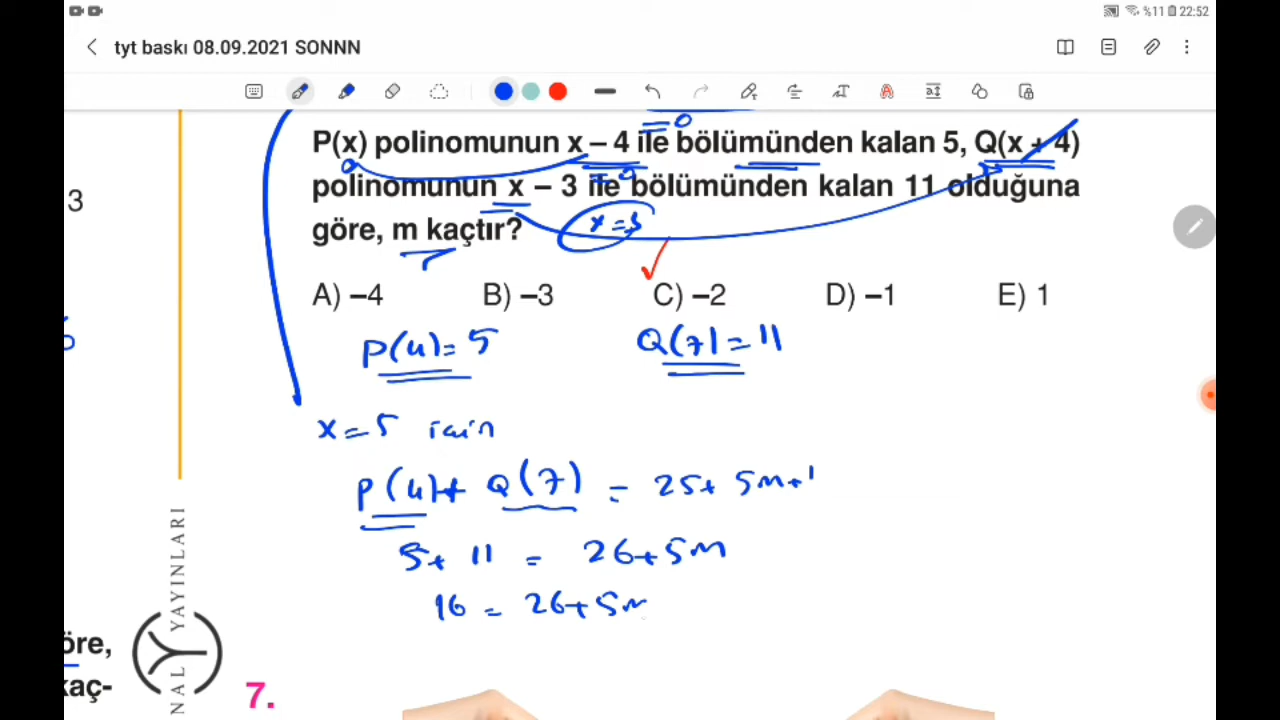 %11 22:52
tyt baskı 08.09.2021 SONNN
P(x) polinomunun x – 4 ile bölümünden kalan 5, Q(x + 4)
polinomunun x – 3 ile bölümünden kalan 11 olduğuna
göre, m kaçtır?
x=3
3
A) –4 B) –3 C) –2 D) –1 E) 1
P(4)=5 Q(7)=11
x=5 için
P(4)+ Q(7) = 25+ 5m+1
5+ 11 = 26+5m
16 = 26+5m
öre,
kaç-
NAL YAYINLARI
7.